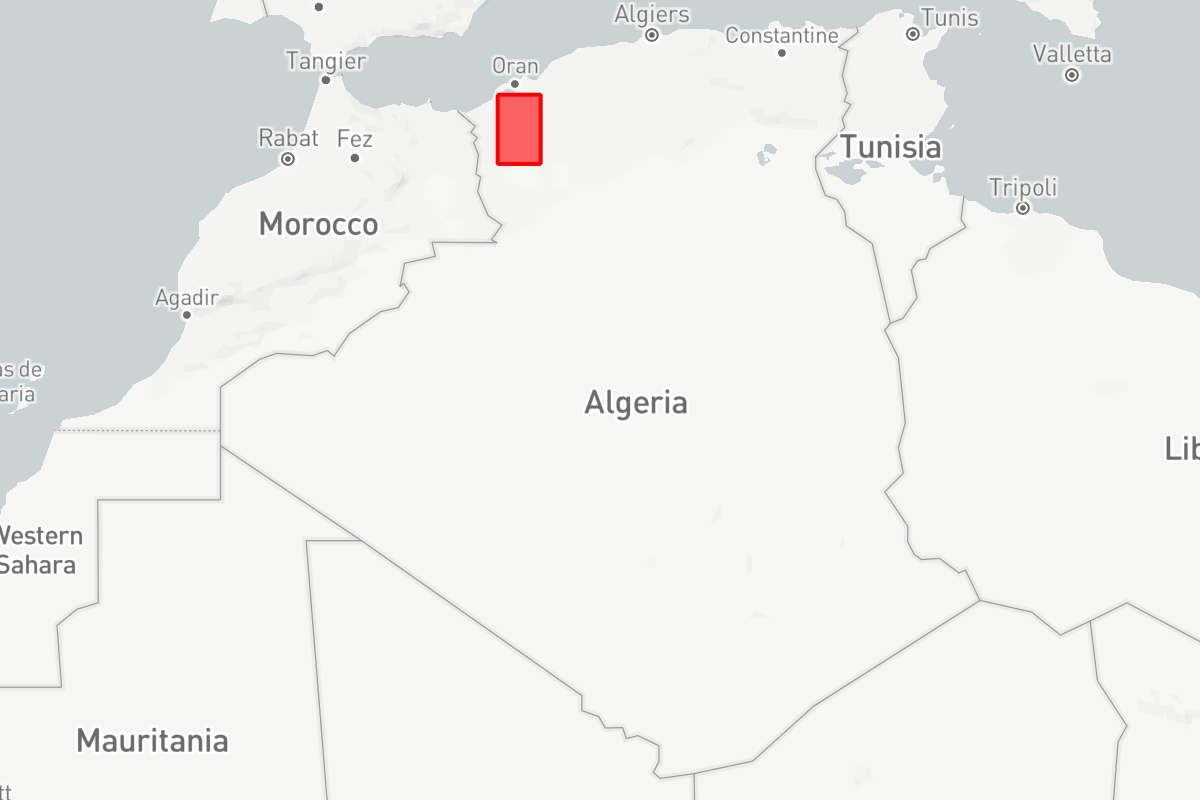 Algiers
Tunis
Constantine
Valletta
Tangier
Oran
Rabat
Fez
Tunisia
Tripoli
Morocco
Agadir
as de
aria
Algeria
Lib
Western
Sahara
Mauritania
tt